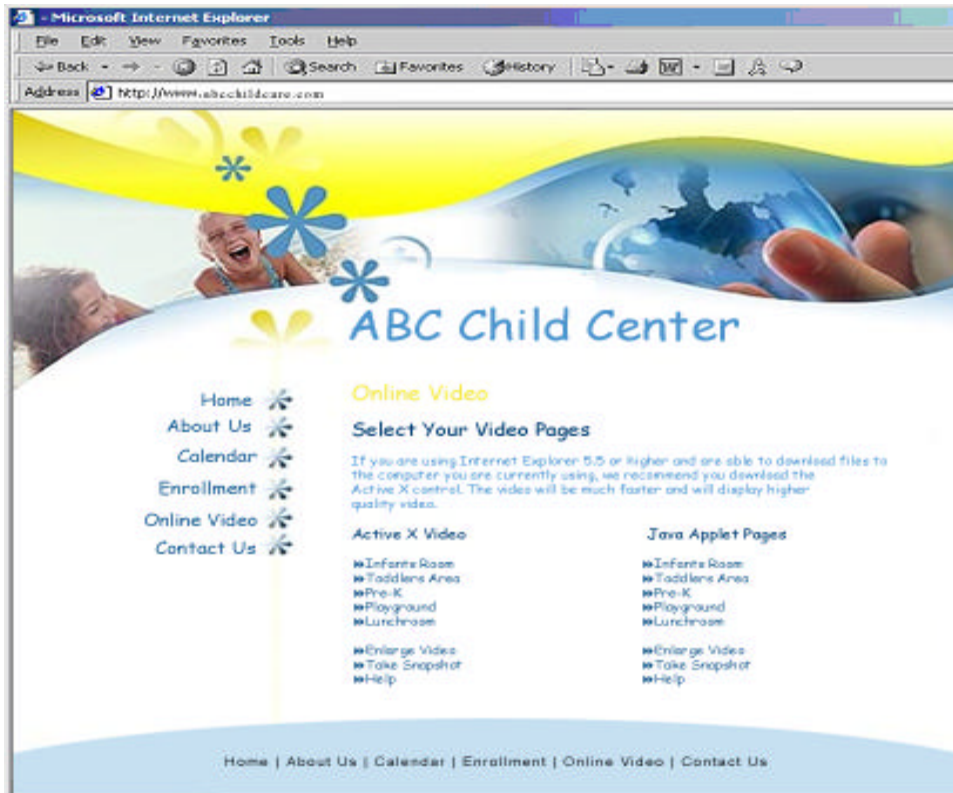 - Microsoft Internet Explorer
File Edit View Favorites Tools Help
Back Search Favorites History
Address http://www.abcchildcare.com
ABC Child Center
Home
About Us
Calendar
Enrollment
Online Video
Contact Us
Online Video
Select Your Video Pages
If you are using Internet Explorer 5.5 or higher and are able to download files to
the computer you are currently using, we recommend you download the
Active X control. The video will be much faster and will display higher
quality video.
Active X Video
Infants Room
Toddlers Area
Pre-K
Playground
Lunchroom
Enlarge Video
Take Snapshot
Help
Java Applet Pages
Infants Room
Toddlers Area
Pre-K
Playground
Lunchroom
Enlarge Video
Take Snapshot
Help
Home | About Us | Calendar | Enrollment | Online Video | Contact Us